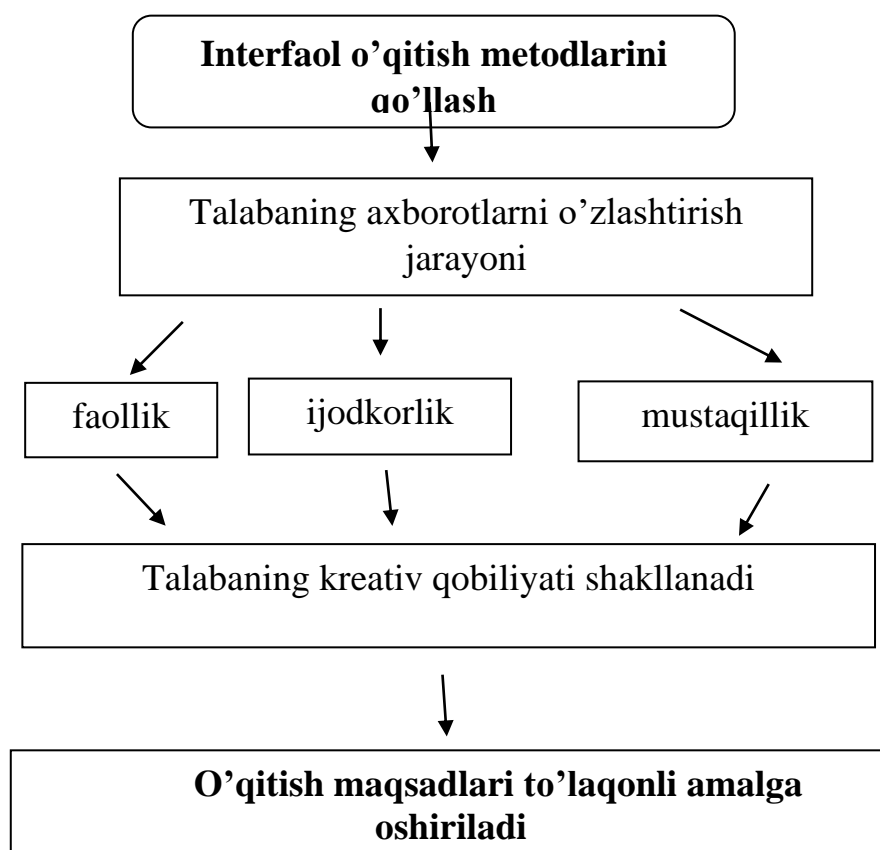 Interfaol o’qitish metodlarini
qo’llash
Talabaning axborotlarni o’zlashtirish
jarayoni
faollik
ijodkorlik
mustaqillik
Talabaning kreativ qobiliyati shakllanadi
O’qitish maqsadlari to’laqonli amalga
oshiriladi